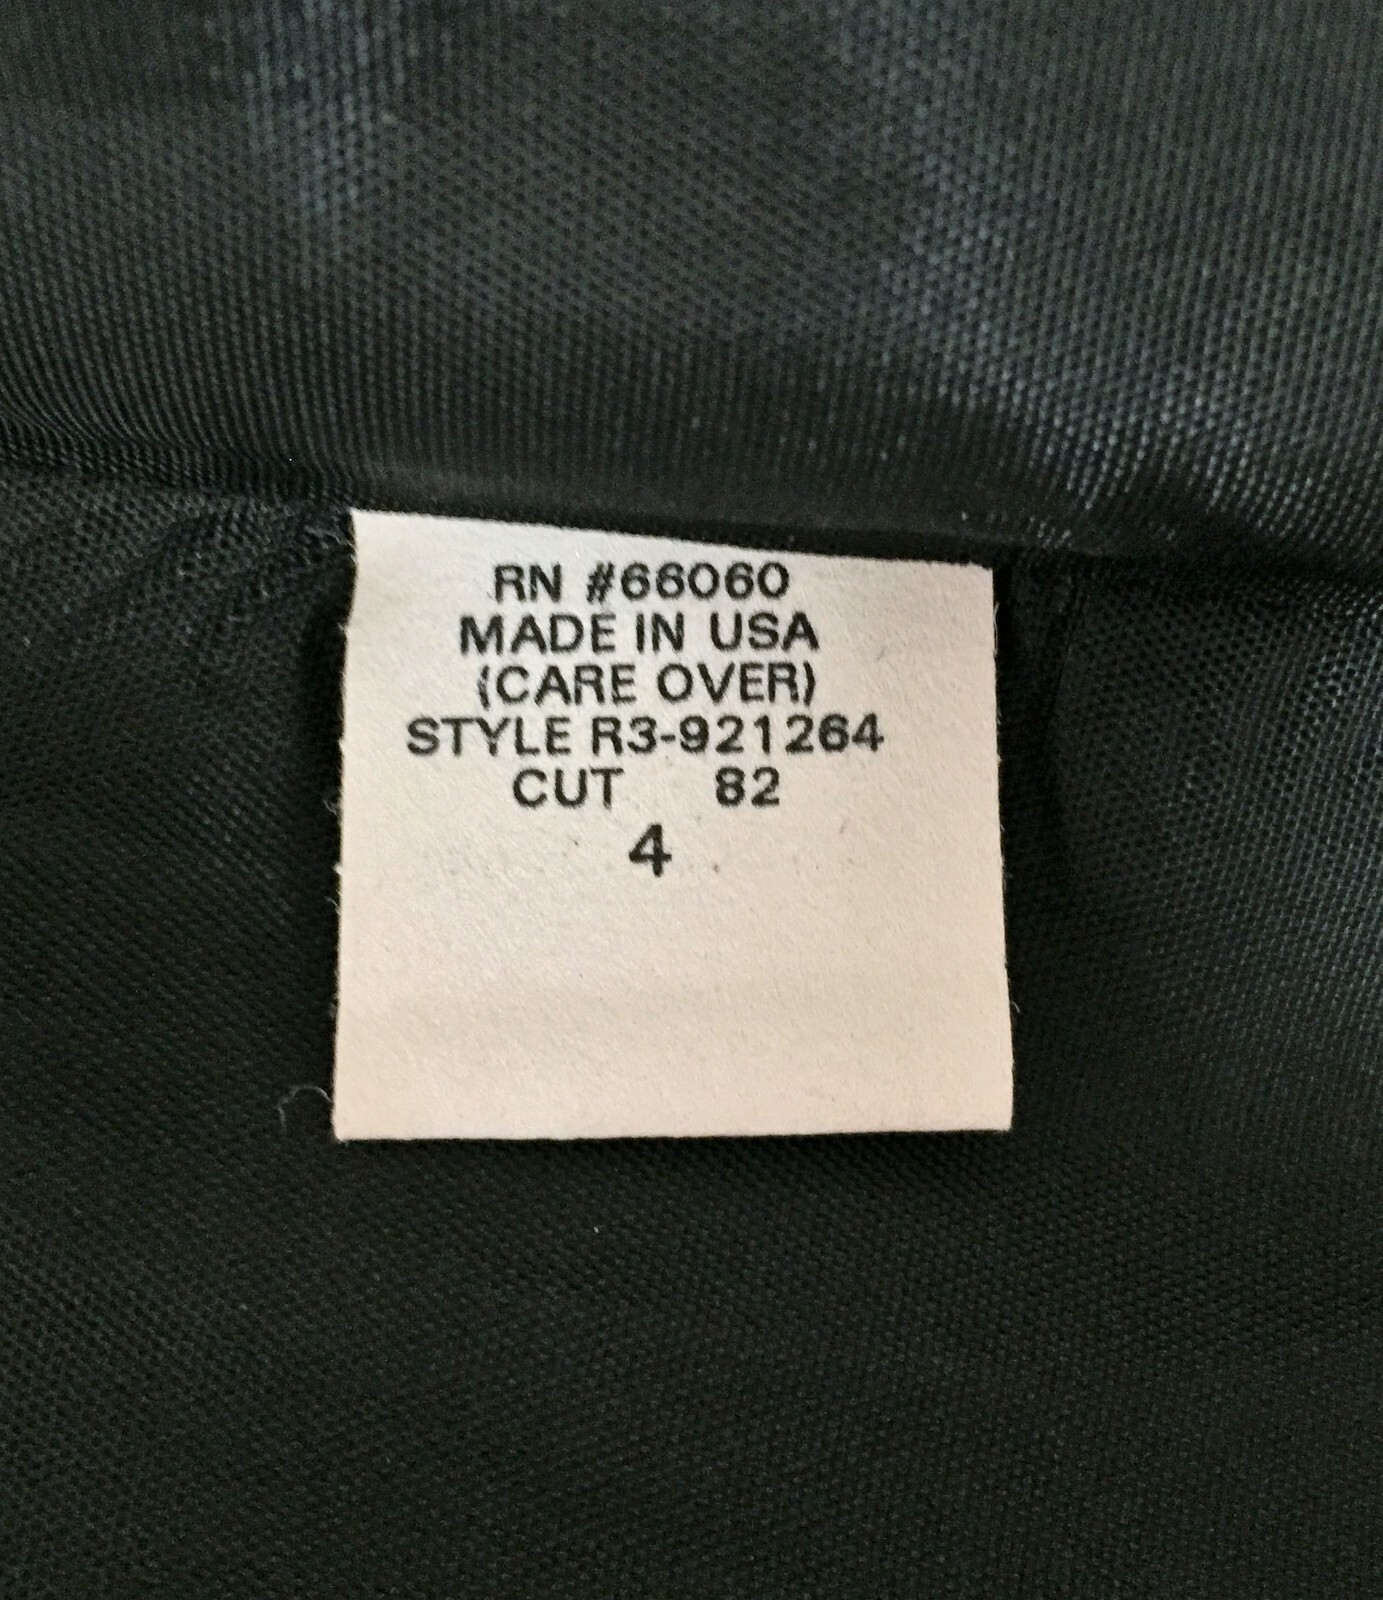 RN #66060
MADE IN USA
(CARE OVER)
STYLE R3-921264
CUT 82
4